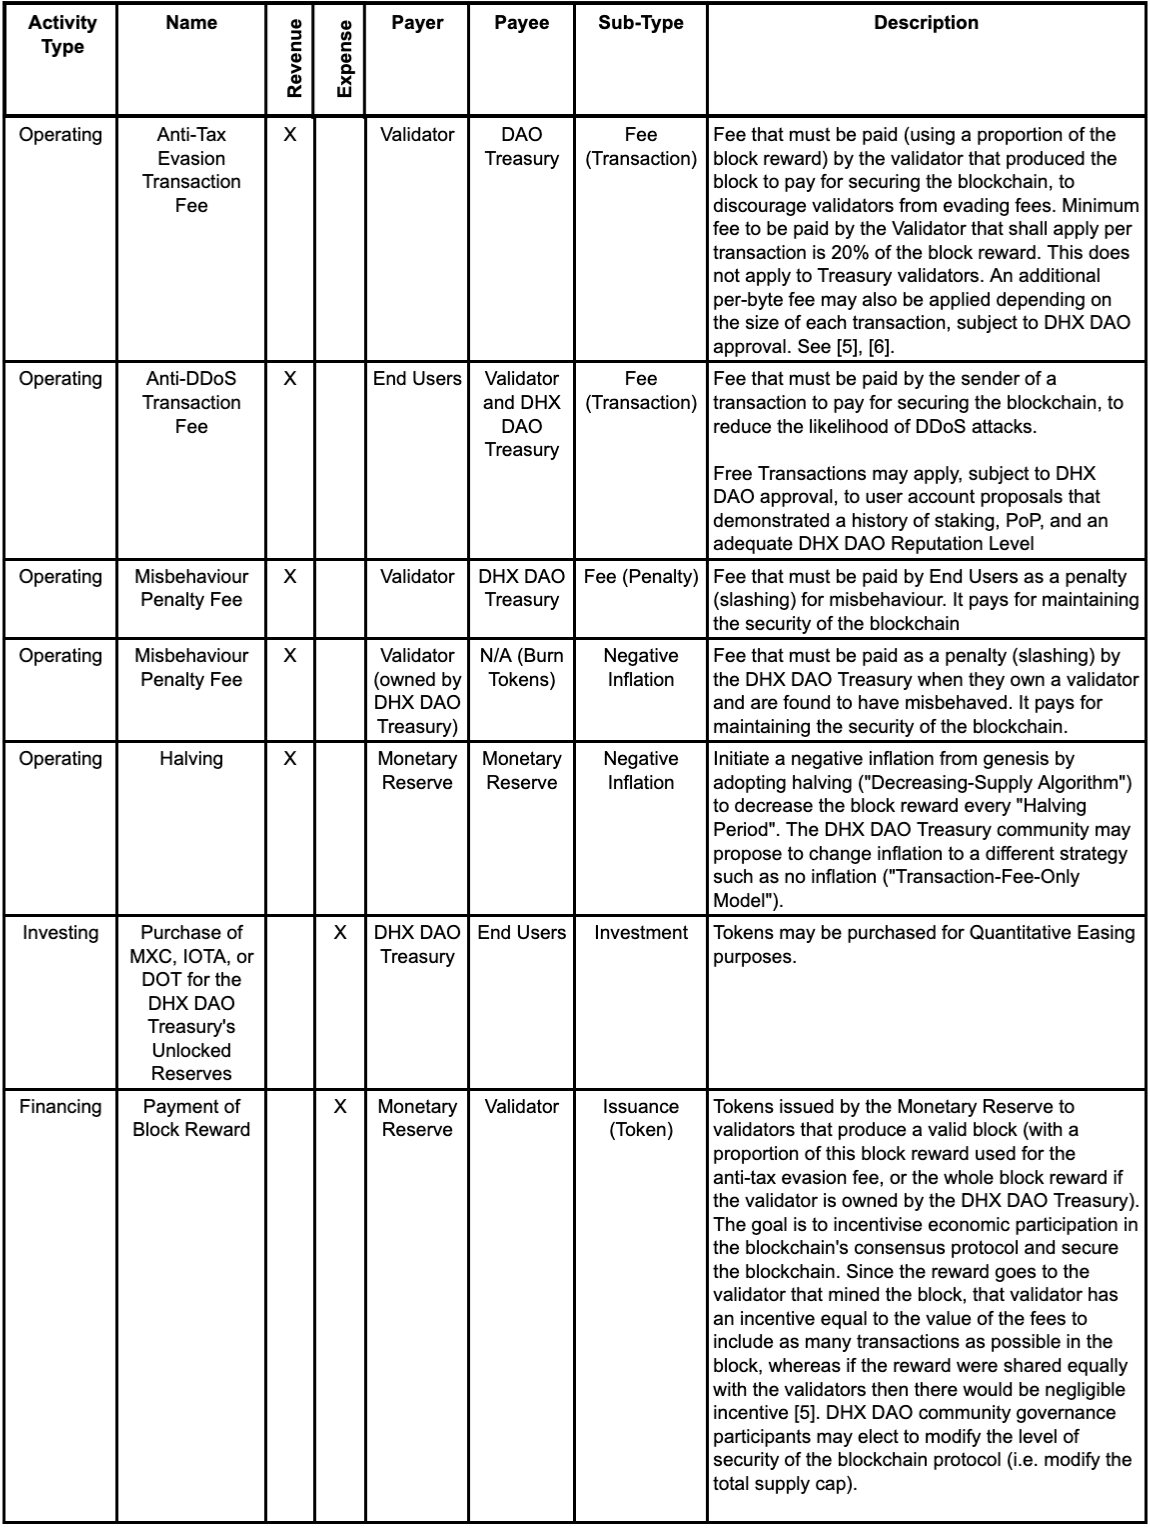 Activity Type
Name
Revenue
Expense
Payer
Payee
Sub-Type
Description
Operating
Anti-Tax
Evasion
Transaction
Fee
X
Validator
DAO
Treasury
Fee
(Transaction)
Fee that must be paid (using a proportion of the
block reward) by the validator that produced the
block to pay for securing the blockchain, to
discourage validators from evading fees. Minimum
fee to be paid by the Validator that shall apply per
transaction is 20% of the block reward. This does
not apply to Treasury validators. An additional
per-byte fee may also be applied depending on
the size of each transaction, subject to DHX DAO
approval. See [5], [6].
Operating
Anti-DDoS
Transaction
Fee
X
End Users
Validator
and DHX
DAO
Treasury
Fee
(Transaction)
Fee that must be paid by the sender of a
transaction to pay for securing the blockchain, to
reduce the likelihood of DDoS attacks.
Free Transactions may apply, subject to DHX
DAO approval, to user account proposals that
demonstrated a history of staking, PoP, and an
adequate DHX DAO Reputation Level
Operating
Misbehaviour
Penalty Fee
X
Validator
DHX DAO
Treasury
Fee (Penalty)
Fee that must be paid by End Users as a penalty
(slashing) for misbehaviour. It pays for maintaining
the security of the blockchain
Operating
Misbehaviour
Penalty Fee
X
Validator
(owned by
DHX DAO
Treasury)
N/A (Burn
Tokens)
Negative
Inflation
Fee that must be paid as a penalty (slashing) by
the DHX DAO Treasury when they own a validator
and are found to have misbehaved. It pays for
maintaining the security of the blockchain.
Operating
Halving
X
Monetary
Reserve
Monetary
Reserve
Negative
Inflation
Initiate a negative inflation from genesis by
adopting halving ("Decreasing-Supply Algorithm")
to decrease the block reward every "Halving
Period". The DHX DAO Treasury community may
propose to change inflation to a different strategy
such as no inflation ("Transaction-Fee-Only
Model").
Investing
Purchase of
MXC, IOTA, or
DOT for the
DHX DAO
Treasury's
Unlocked
Reserves
X
DHX DAO
Treasury
End Users
Investment
Tokens may be purchased for Quantitative Easing
purposes.
Financing
Payment of
Block Reward
X
Monetary
Reserve
Validator
Issuance
(Token)
Tokens issued by the Monetary Reserve to
validators that produce a valid block (with a
proportion of this block reward used for the
anti-tax evasion fee, or the whole block reward if
the validator is owned by the DHX DAO Treasury).
The goal is to incentivise economic participation in
the blockchain's consensus protocol and secure
the blockchain. Since the reward goes to the
validator that mined the block, that validator has
an incentive equal to the value of the fees to
include as many transactions as possible in the
block, whereas if the reward were shared equally
with the validators then there would be negligible
incentive [5]. DHX DAO community governance
participants may elect to modify the level of
security of the blockchain protocol (i.e. modify the
total supply cap).